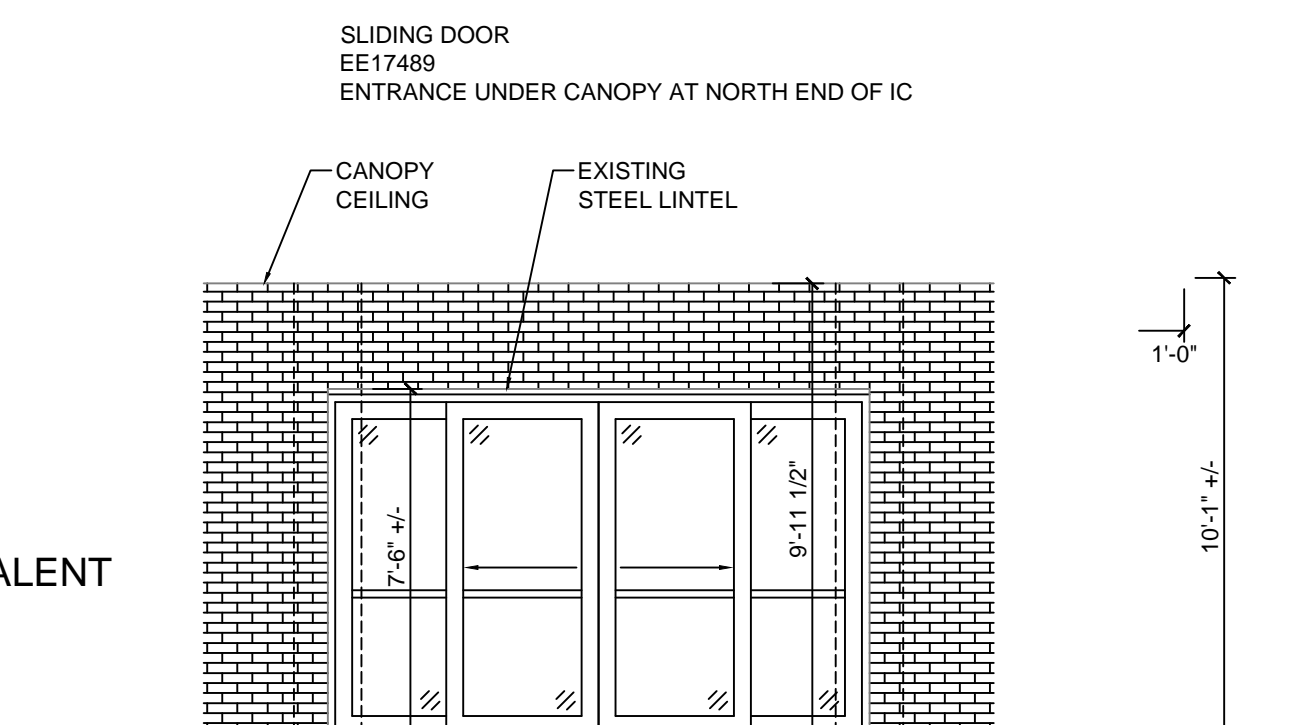 SLIDING DOOR
EE17489
ENTRANCE UNDER CANOPY AT NORTH END OF IC
CANOPY
CEILING
EXISTING
STEEL LINTEL
1'-0"
10'-1" +/-
9'-11 1/2"
7'-6" +/-
ALENT